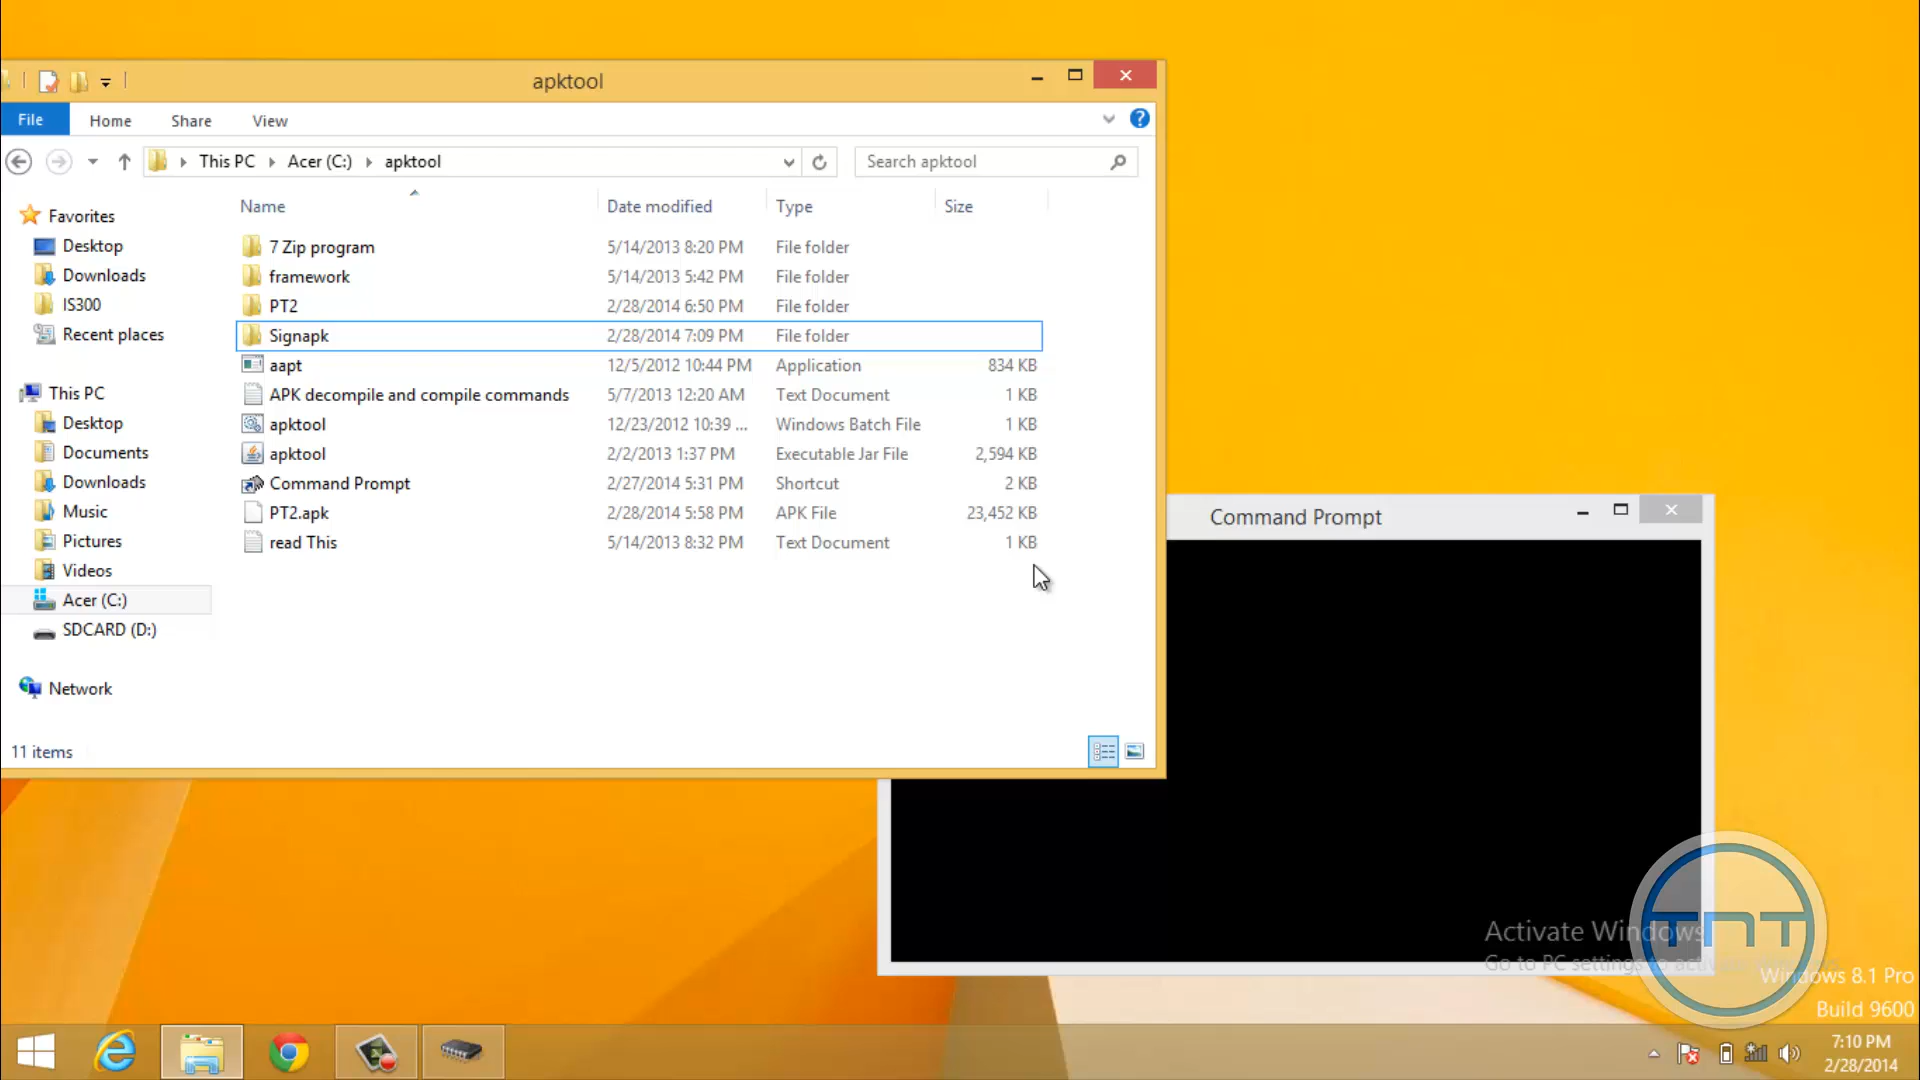 apktool
File Home Share View
This PC Acer (C:) apktool
Search apktool
Name Date modified Type Size
Favorites
Desktop
Downloads
IS300
Recent places
This PC
Desktop
Documents
Downloads
Music
Pictures
Videos
Acer (C:)
SDCARD (D:)
Network
7 Zip program 5/14/2013 8:20 PM File folder
framework 5/14/2013 5:42 PM File folder
PT2 2/28/2014 6:50 PM File folder
Signapk 2/28/2014 7:09 PM File folder
aapt 12/5/2012 10:44 PM Application 834 KB
APK decompile and compile commands 5/7/2013 12:20 AM Text Document 1 KB
apktool 12/23/2012 10:39 ... Windows Batch File 1 KB
apktool 2/2/2013 1:37 PM Executable Jar File 2,594 KB
Command Prompt 2/27/2014 5:31 PM Shortcut 2 KB
PT2.apk 2/28/2014 5:58 PM APK File 23,452 KB
read This 5/14/2013 8:32 PM Text Document 1 KB
11 items
Command Prompt
Activate Windows
Go to PC settings to
TNT
Windows 8.1 Pro
Build 9600
7:10 PM
2/28/2014